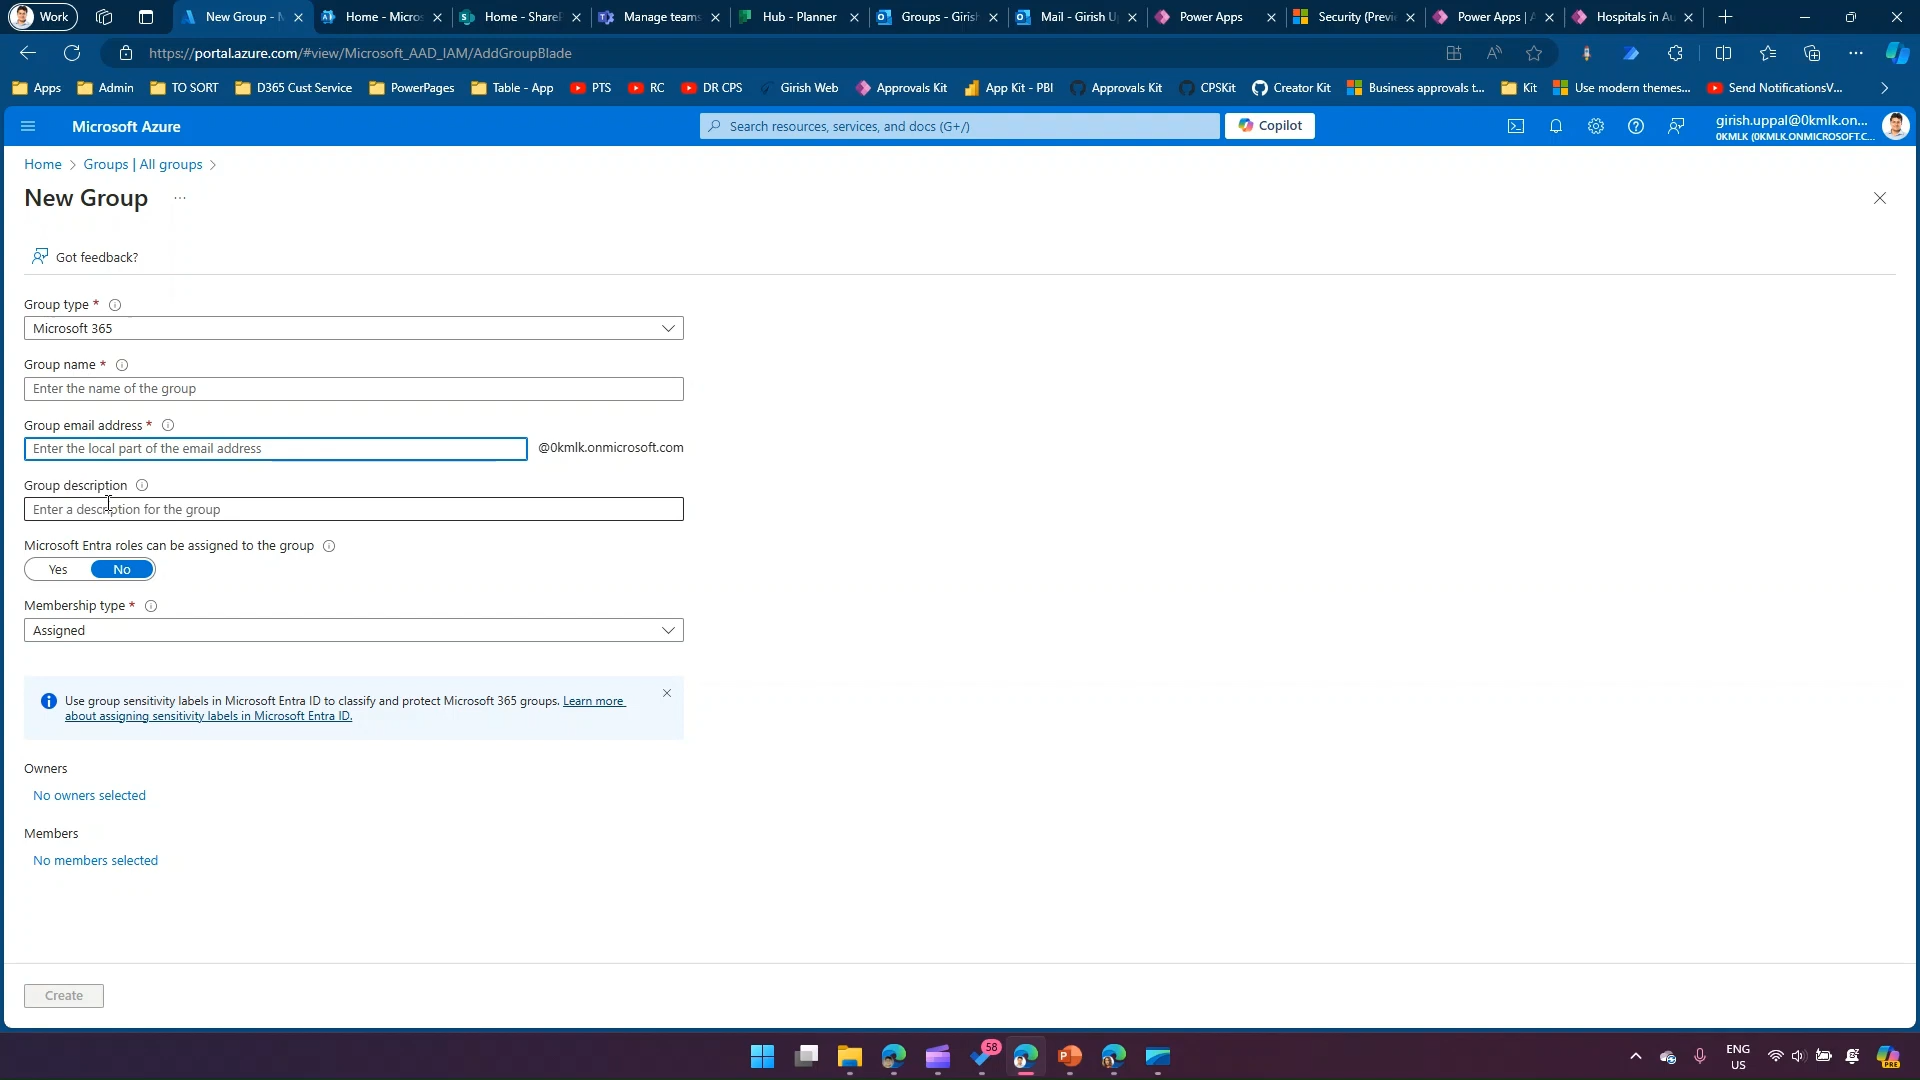 Work
New Group - M
Home - Micros
Home - ShareP
Manage teams
Hub - Planner
Groups - Girish
Mail - Girish U
Power Apps
Security (Previ
Power Apps | A
Hospitals in Au
https://portal.azure.com/#view/Microsoft_AAD_IAM/AddGroupBlade
Apps
Admin
TO SORT
D365 Cust Service
PowerPages
Table - App
PTS
RC
DR CPS
Girish Web
Approvals Kit
App Kit - PBI
Approvals Kit
CPSKit
Creator Kit
Business approvals t...
Kit
Use modern themes...
Send NotificationsV...
Microsoft Azure
Search resources, services, and docs (G+/)
Copilot
girish.uppal@0kmlk.on...
0KMLK (0KMLK.ONMICROSOFT.C...
Home > Groups | All groups >
New Group ...
Got feedback?
Group type *
Microsoft 365
Group name *
Enter the name of the group
Group email address *
Enter the local part of the email address
@0kmlk.onmicrosoft.com
Group description
Enter a description for the group
Microsoft Entra roles can be assigned to the group
Yes No
Membership type *
Assigned
Use group sensitivity labels in Microsoft Entra ID to classify and protect Microsoft 365 groups. Learn more
about assigning sensitivity labels in Microsoft Entra ID.
Owners
No owners selected
Members
No members selected
Create
58
ENG
US
PRE